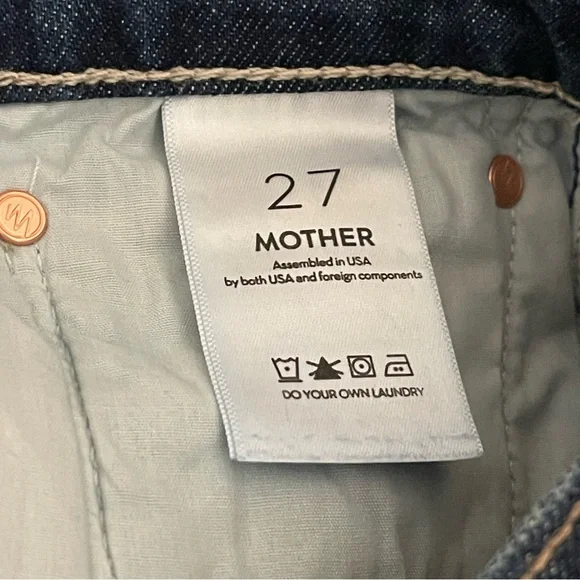 27
MOTHER
Assembled in USA
by both USA and foreign components
DO YOUR OWN LAUNDRY